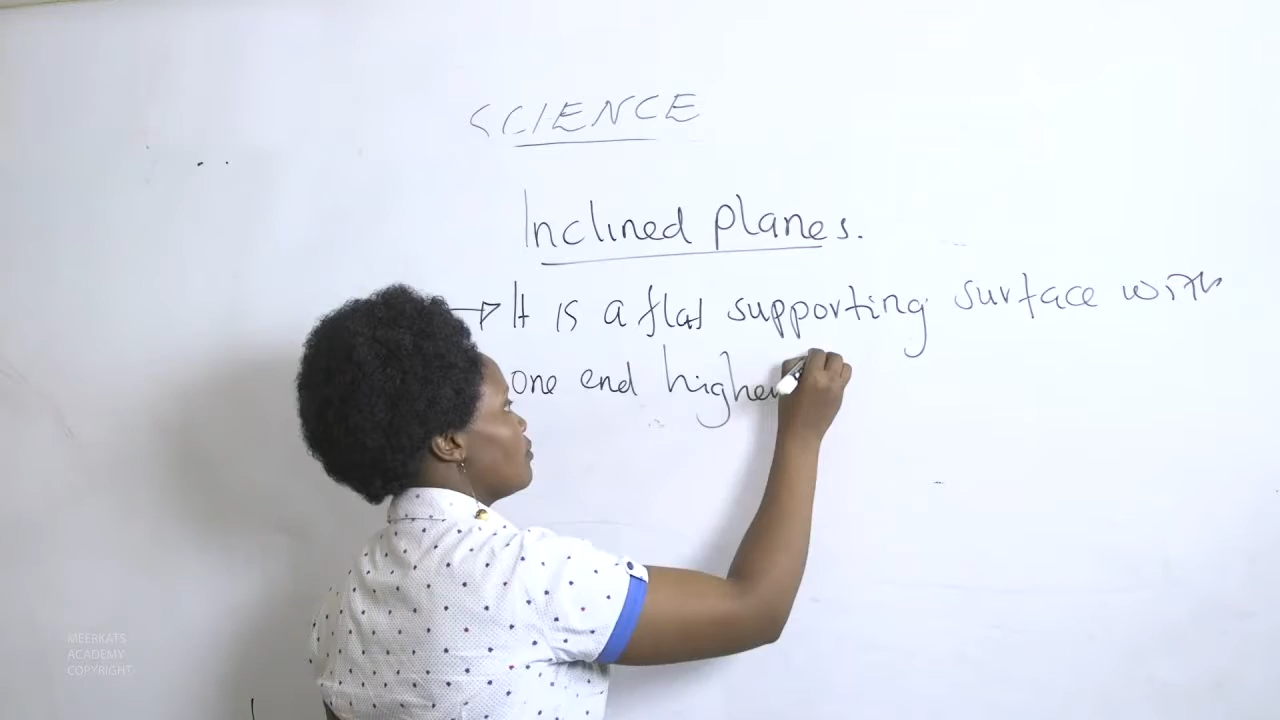 SCIENCE
Inclined planes.
It is a flat supporting surface with
one end higher
MEERKATS
ACADEMY
COPYRIGHT